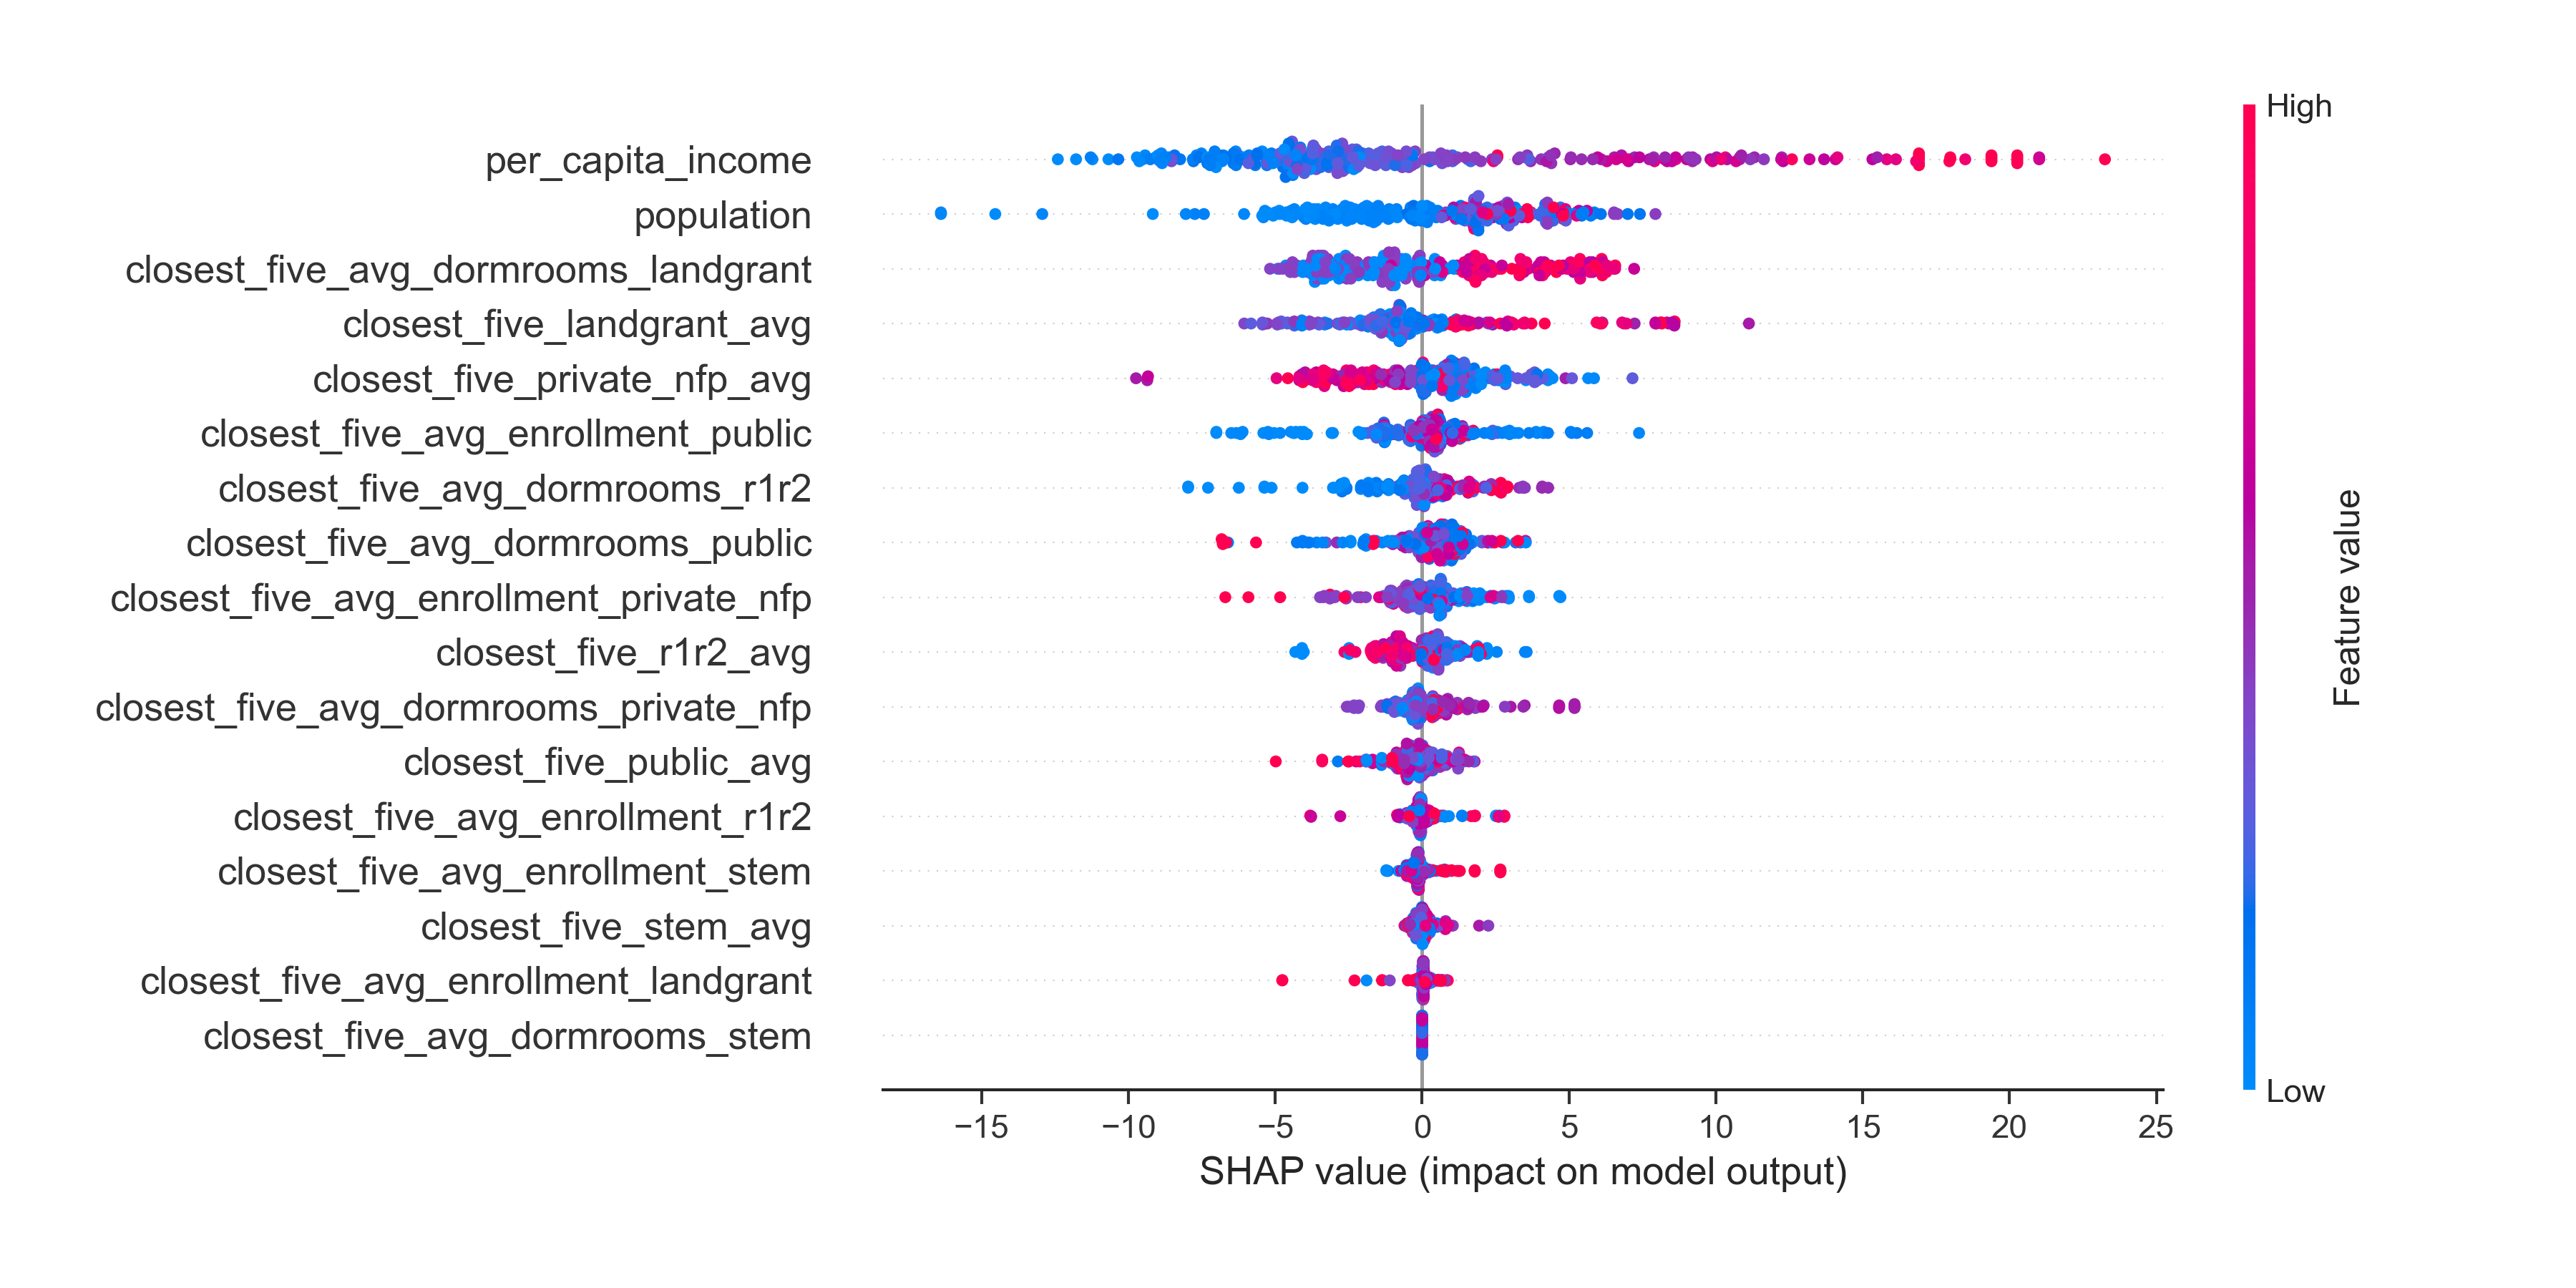 High
per_capita_income
population
closest_five_avg_dormrooms_landgrant
closest_five_landgrant_avg
closest_five_private_nfp_avg
closest_five_avg_enrollment_public
closest_five_avg_dormrooms_r1r2
closest_five_avg_dormrooms_public
closest_five_avg_enrollment_private_nfp
closest_five_r1r2_avg
closest_five_avg_dormrooms_private_nfp
closest_five_public_avg
closest_five_avg_enrollment_r1r2
closest_five_avg_enrollment_stem
closest_five_stem_avg
closest_five_avg_enrollment_landgrant
closest_five_avg_dormrooms_stem
Feature value
Low
−15 −10 −5 0 5 10 15 20 25
SHAP value (impact on model output)